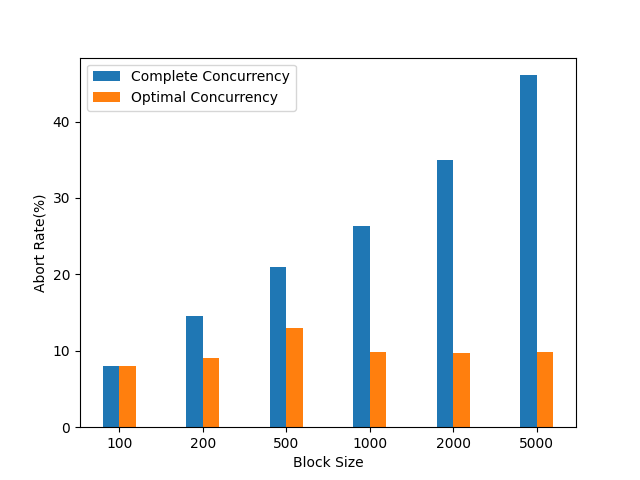 Complete Concurrency
Optimal Concurrency
Abort Rate(%)
40
30
20
10
0
100 200 500 1000 2000 5000
Block Size